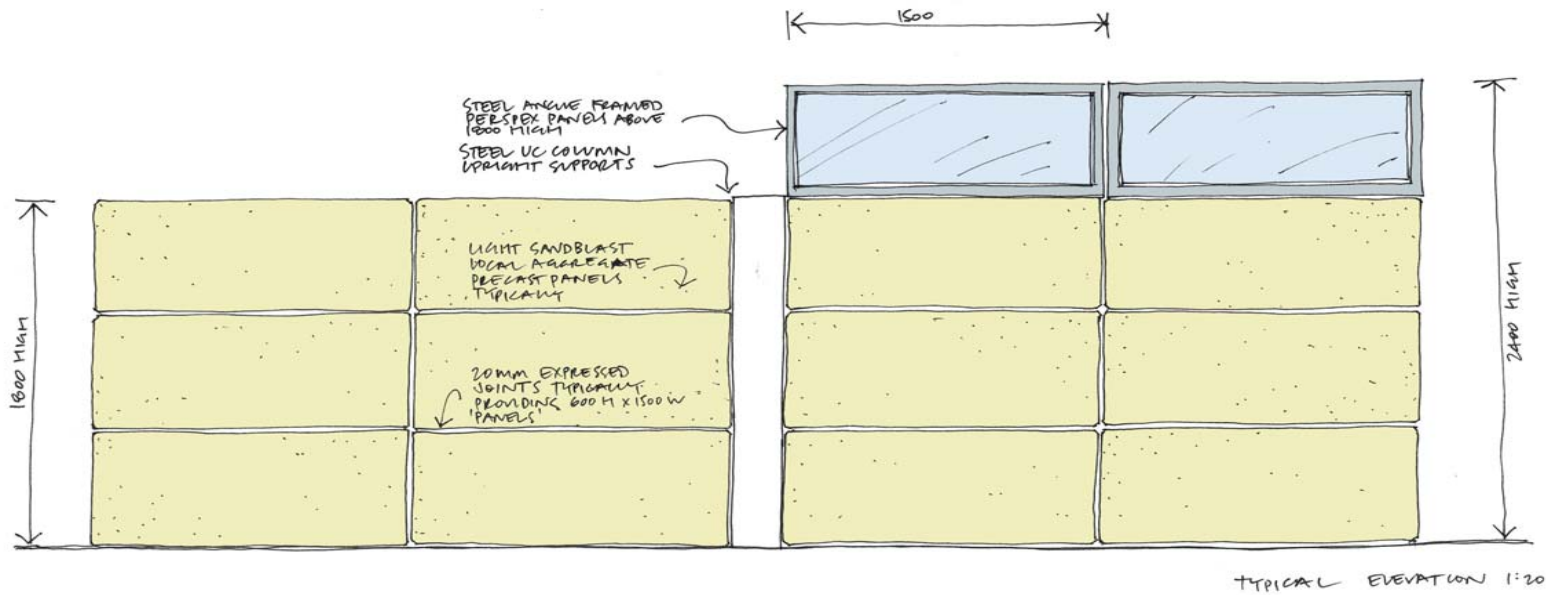 1500
STEEL ANGLE FRAMED
PERSPEX PANELS ABOVE
1800 HIGH
STEEL UC COLUMN
UPRIGHT SUPPORTS
LIGHT SANDBLAST
LOCAL AGGREGATE
PRECAST PANELS
TYPICALLY
20MM EXPRESSED
JOINTS TYPICALLY
PROVIDING 600 H X 1500 W
'PANELS'
1800 HIGH
2400 HIGH
TYPICAL ELEVATION 1:20